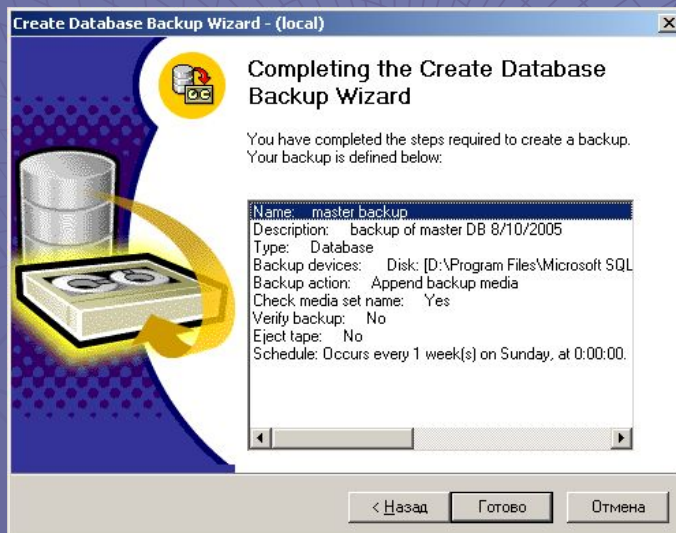 Create Database Backup Wizard - (local)
Completing the Create Database
Backup Wizard
You have completed the steps required to create a backup.
Your backup is defined below:
Name: master backup
Description: backup of master DB 8/10/2005
Type: Database
Backup devices: Disk: [D:\Program Files\Microsoft SQL
Backup action: Append backup media
Check media set name: Yes
Verify backup: No
Eject tape: No
Schedule: Occurs every 1 week(s) on Sunday, at 0:00:00.
< Назад Готово Отмена